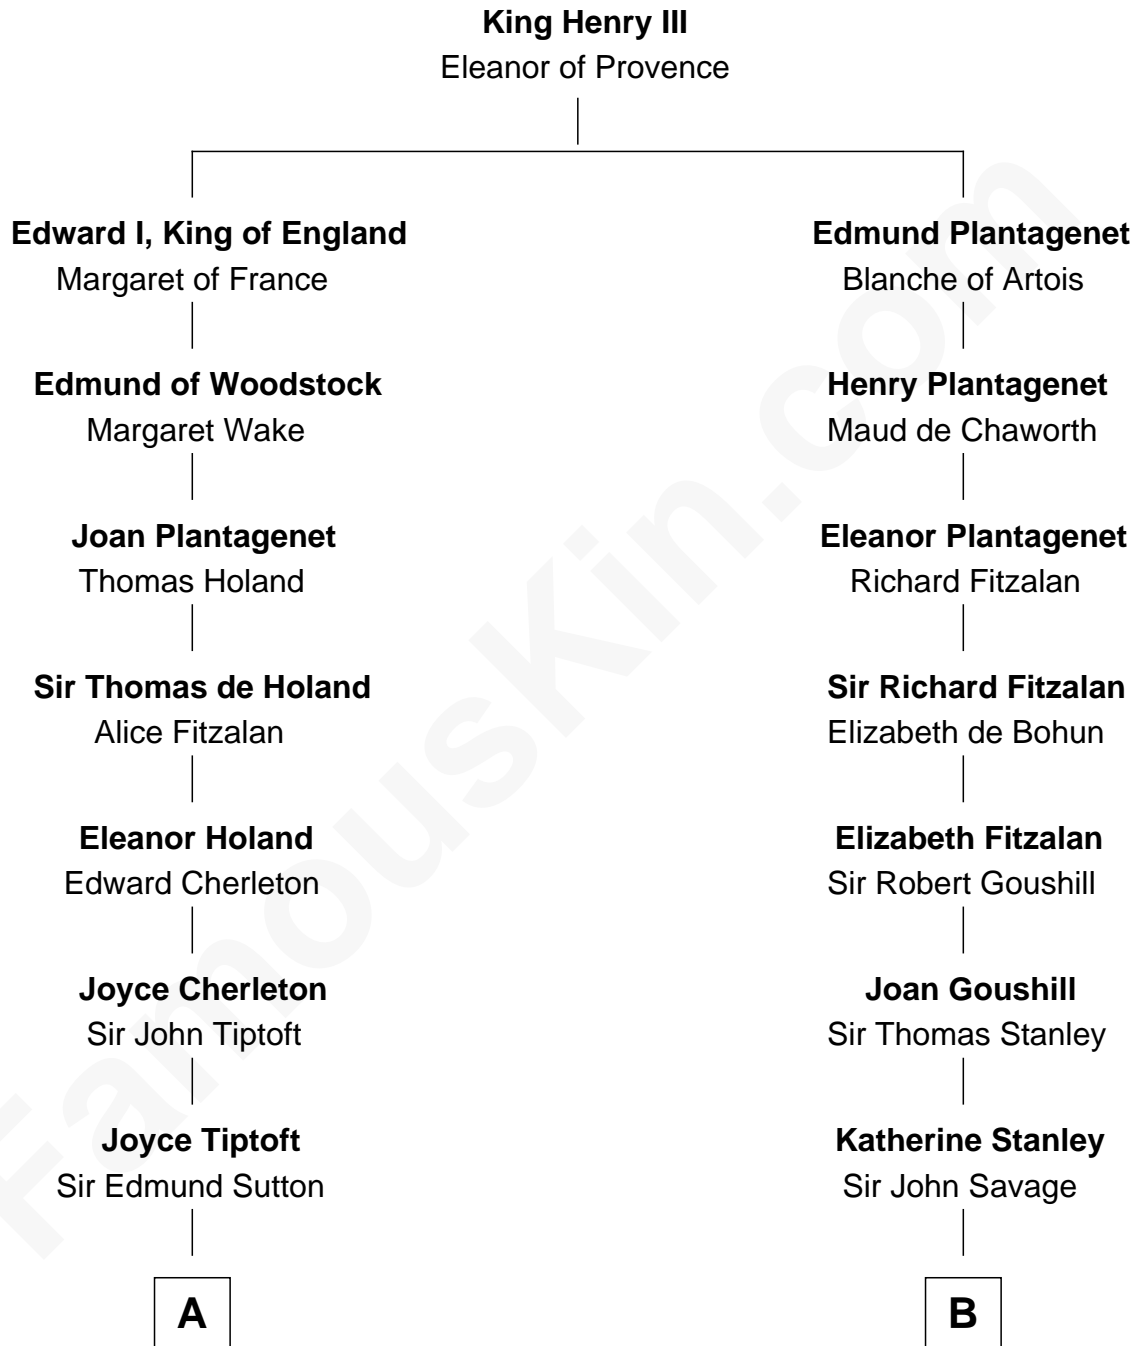 King Henry III
Eleanor of Provence
Edward I, King of England
Margaret of France
Edmund of Woodstock
Margaret Wake
Joan Plantagenet
Thomas Holand
Sir Thomas de Holand
Alice Fitzalan
Eleanor Holand
Edward Cherleton
Joyce Cherleton
Sir John Tiptoft
Joyce Tiptoft
Sir Edmund Sutton
A
Edmund Plantagenet
Blanche of Artois
Henry Plantagenet
Maud de Chaworth
Eleanor Plantagenet
Richard Fitzalan
Sir Richard Fitzalan
Elizabeth de Bohun
Elizabeth Fitzalan
Sir Robert Goushill
Joan Goushill
Sir Thomas Stanley
Katherine Stanley
Sir John Savage
B
FamousKin.com